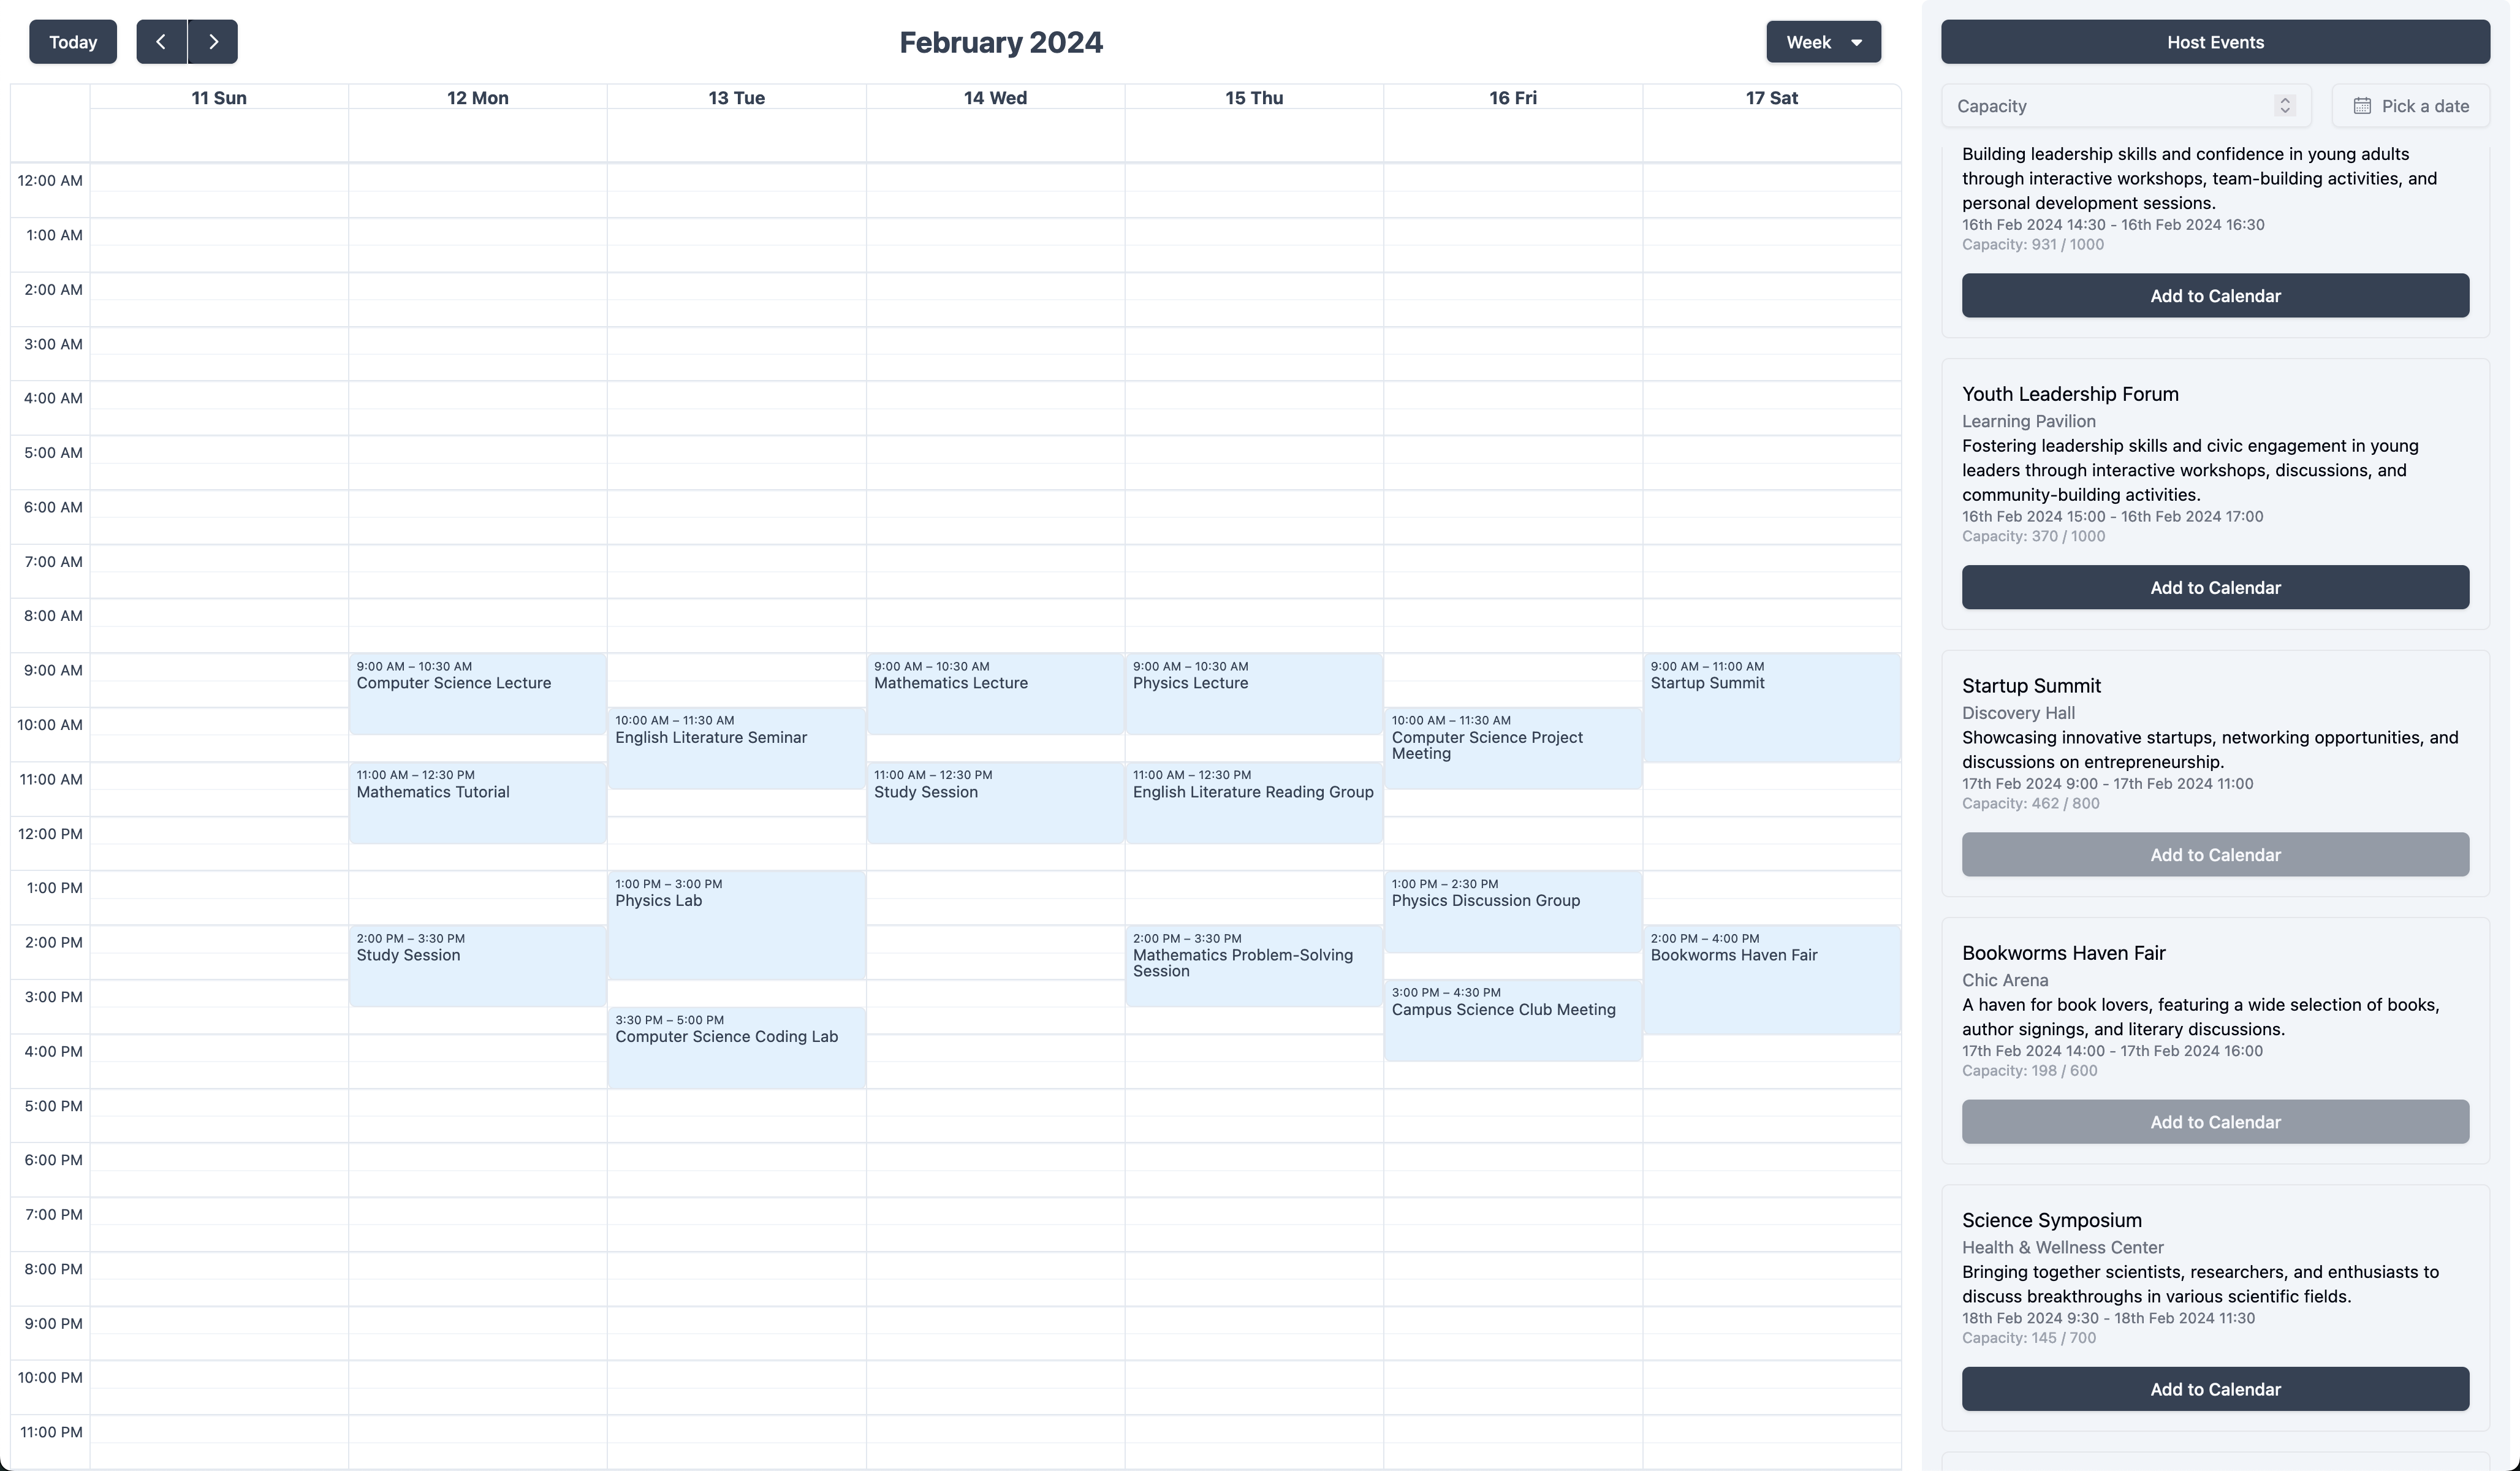 Today
February 2024
Week
11 Sun
12 Mon
13 Tue
14 Wed
15 Thu
16 Fri
17 Sat
12:00 AM
1:00 AM
2:00 AM
3:00 AM
4:00 AM
5:00 AM
6:00 AM
7:00 AM
8:00 AM
9:00 AM
10:00 AM
11:00 AM
12:00 PM
1:00 PM
2:00 PM
3:00 PM
4:00 PM
5:00 PM
6:00 PM
7:00 PM
8:00 PM
9:00 PM
10:00 PM
11:00 PM
9:00 AM – 10:30 AM
Computer Science Lecture
11:00 AM – 12:30 PM
Mathematics Tutorial
2:00 PM – 3:30 PM
Study Session
10:00 AM – 11:30 AM
English Literature Seminar
1:00 PM – 3:00 PM
Physics Lab
3:30 PM – 5:00 PM
Computer Science Coding Lab
9:00 AM – 10:30 AM
Mathematics Lecture
11:00 AM – 12:30 PM
Study Session
9:00 AM – 10:30 AM
Physics Lecture
11:00 AM – 12:30 PM
English Literature Reading Group
2:00 PM – 3:30 PM
Mathematics Problem-Solving
Session
10:00 AM – 11:30 AM
Computer Science Project
Meeting
1:00 PM – 2:30 PM
Physics Discussion Group
3:00 PM – 4:30 PM
Campus Science Club Meeting
9:00 AM – 11:00 AM
Startup Summit
2:00 PM – 4:00 PM
Bookworms Haven Fair
Host Events
Capacity
Pick a date
Building leadership skills and confidence in young adults
through interactive workshops, team-building activities, and
personal development sessions.
16th Feb 2024 14:30 - 16th Feb 2024 16:30
Capacity: 931 / 1000
Add to Calendar
Youth Leadership Forum
Learning Pavilion
Fostering leadership skills and civic engagement in young
leaders through interactive workshops, discussions, and
community-building activities.
16th Feb 2024 15:00 - 16th Feb 2024 17:00
Capacity: 370 / 1000
Add to Calendar
Startup Summit
Discovery Hall
Showcasing innovative startups, networking opportunities, and
discussions on entrepreneurship.
17th Feb 2024 9:00 - 17th Feb 2024 11:00
Capacity: 462 / 800
Add to Calendar
Bookworms Haven Fair
Chic Arena
A haven for book lovers, featuring a wide selection of books,
author signings, and literary discussions.
17th Feb 2024 14:00 - 17th Feb 2024 16:00
Capacity: 198 / 600
Add to Calendar
Science Symposium
Health & Wellness Center
Bringing together scientists, researchers, and enthusiasts to
discuss breakthroughs in various scientific fields.
18th Feb 2024 9:30 - 18th Feb 2024 11:30
Capacity: 145 / 700
Add to Calendar